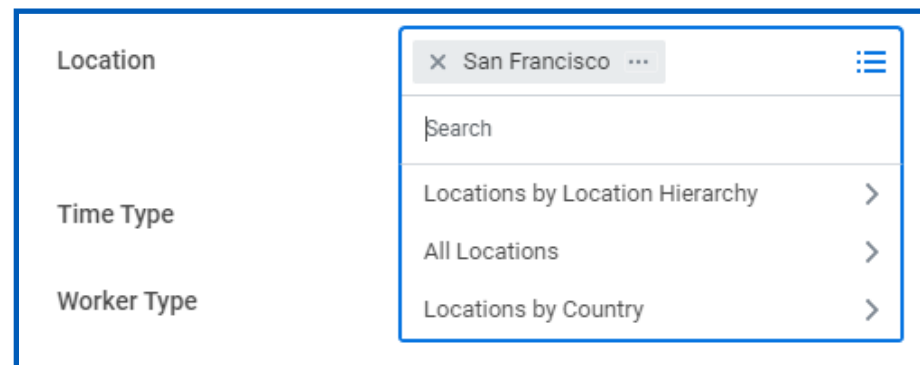 Location
× San Francisco ···
Search
Locations by Location Hierarchy
Time Type
All Locations
Worker Type
Locations by Country